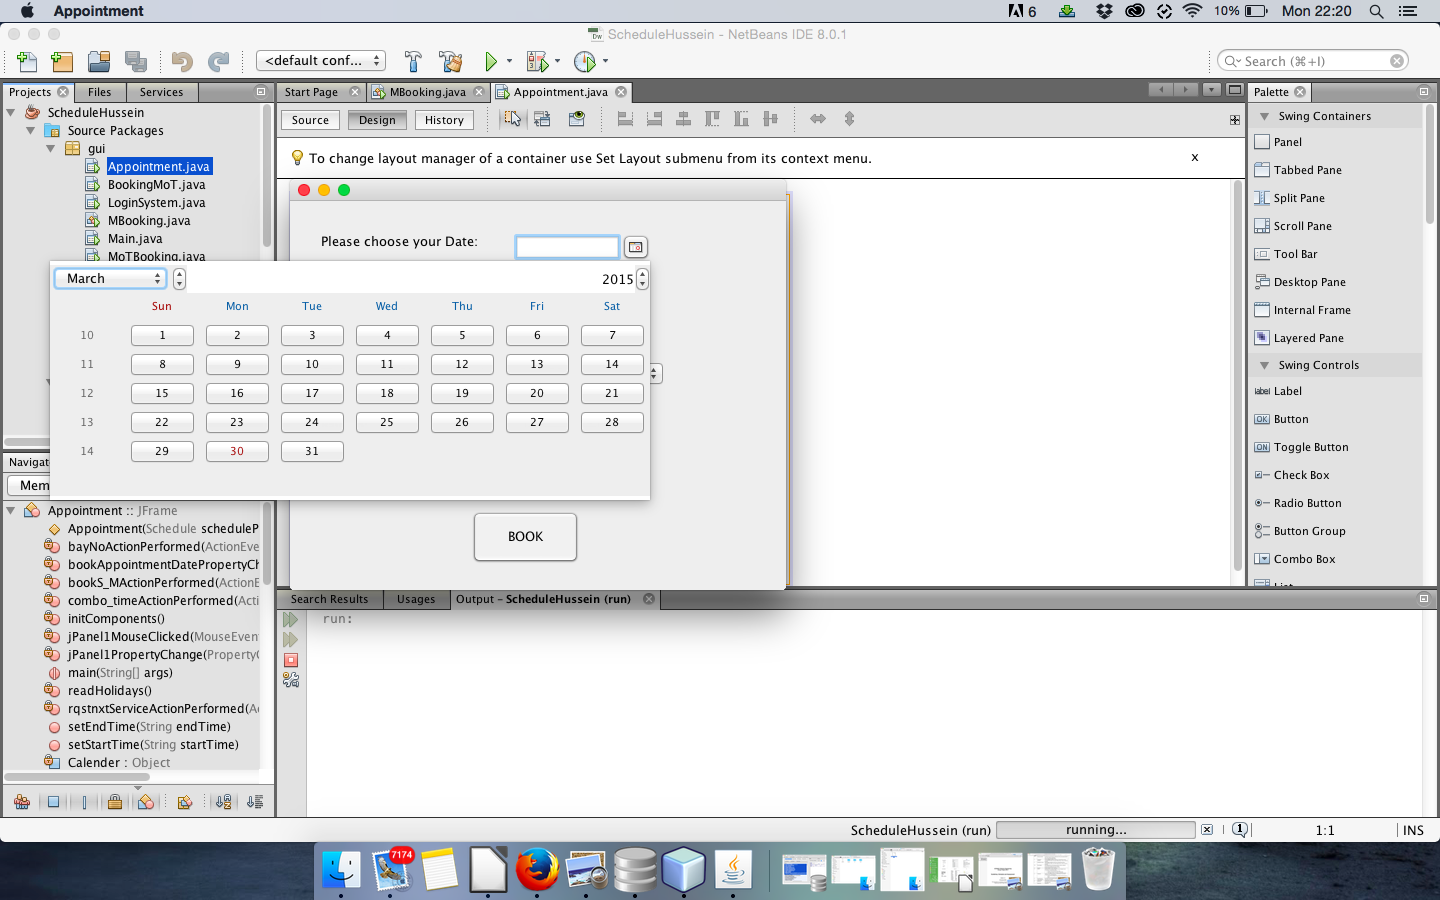 Appointment
6
10%
Mon 22:20
ScheduleHussein - NetBeans IDE 8.0.1
<default conf...
Search (⌘+I)
Projects
Files
Services
Start Page
MBooking.java
Appointment.java
Palette
ScheduleHussein
Source Packages
gui
Appointment.java
BookingMoT.java
LoginSystem.java
MBooking.java
Main.java
MoTBooking.java
Source
Design
History
To change layout manager of a container use Set Layout submenu from its context menu.
x
Please choose your Date:
March
2015
Sun Mon Tue Wed Thu Fri Sat
10 1 2 3 4 5 6 7
11 8 9 10 11 12 13 14
12 15 16 17 18 19 20 21
13 22 23 24 25 26 27 28
14 29 30 31
BOOK
Swing Containers
Panel
Tabbed Pane
Split Pane
Scroll Pane
Tool Bar
Desktop Pane
Internal Frame
Layered Pane
Swing Controls
label Label
OK Button
ON Toggle Button
Check Box
Radio Button
Button Group
Combo Box
List
Navigat
Mem
Appointment :: JFrame
Appointment(Schedule scheduleP
bayNoActionPerformed(ActionEve
bookAppointmentDatePropertyCh
bookS_MActionPerformed(ActionE
combo_timeActionPerformed(Acti
initComponents()
jPanel1MouseClicked(MouseEvent
jPanel1PropertyChange(Property
main(String[] args)
readHolidays()
rqstnxtServiceActionPerformed(Ac
setEndTime(String endTime)
setStartTime(String startTime)
Calender : Object
Search Results
Usages
Output – ScheduleHussein (run)
run:
ScheduleHussein (run)
running...
1:1
INS
7174